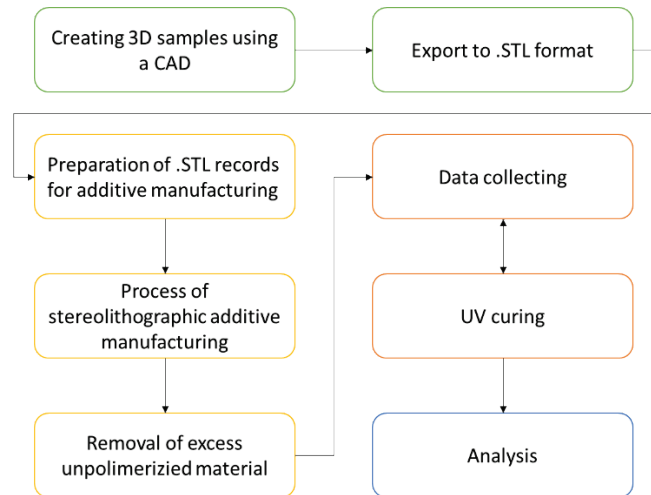 Creating 3D samples using
a CAD
Export to .STL format
Preparation of .STL records
for additive manufacturing
Process of
stereolithographic additive
manufacturing
Removal of excess
unpolimerizied material
Data collecting
UV curing
Analysis